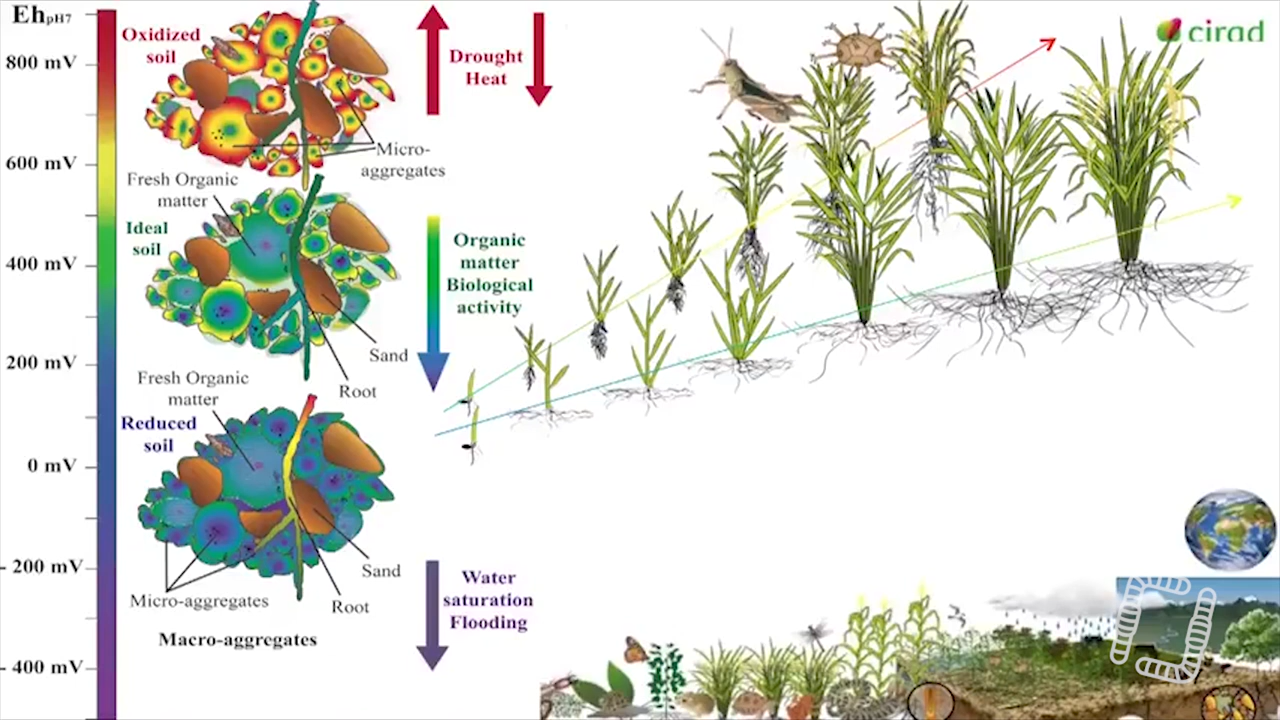 Eh pH7
800 mV
600 mV
400 mV
200 mV
0 mV
- 200 mV
- 400 mV
Oxidized
soil
Micro-
aggregates
Fresh Organic
matter
Ideal
soil
Sand
Root
Fresh Organic
matter
Reduced
soil
Sand
Micro-aggregates
Root
Macro-aggregates
Drought
Heat
Organic
matter
Biological
activity
Water
saturation
Flooding
cirad